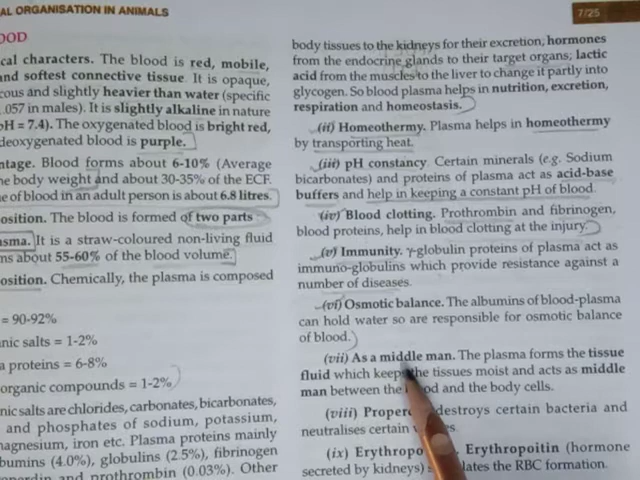 AL ORGANISATION IN ANIMALS
7/25
OOD
cal characters. The blood is red, mobile,
and softest connective tissue. It is opaque,
cous and slightly heavier than water (specific
.057 in males). It is slightly alkaline in nature
pH = 7.4). The oxygenated blood is bright red,
deoxygenated blood is purple.
ntage. Blood forms about 6-10% (Average
he body weight and about 30-35% of the ECF.
e of blood in an adult person is about 6.8 litres.
osition. The blood is formed of two parts
asma. It is a straw-coloured non-living fluid
ms about 55-60% of the blood volume.
osition. Chemically, the plasma is composed
= 90-92%
nic salts = 1-2%
a proteins = 6-8%
organic compounds = 1-2%
nic salts are chlorides, carbonates, bicarbonates,
and phosphates of sodium, potassium,
magnesium, iron etc. Plasma proteins mainly
bumins (4.0%), globulins (2.5%), fibrinogen
and prothrombin (0.03%). Other
body tissues to the kidneys for their excretion; hormones
from the endocrine glands to their target organs; lactic
acid from the muscles to the liver to change it partly into
glycogen. So blood plasma helps in nutrition, excretion,
respiration and homeostasis.
(ii) Homeothermy. Plasma helps in homeothermy
by transporting heat.
(iii) pH constancy. Certain minerals (e.g. Sodium
bicarbonates) and proteins of plasma act as acid-base
buffers and help in keeping a constant pH of blood.
(iv) Blood clotting. Prothrombin and fibrinogen,
blood proteins, help in blood clotting at the injury.
(v) Immunity. γ-globulin proteins of plasma act as
immuno-globulins which provide resistance against a
number of diseases.
(vi) Osmotic balance. The albumins of blood-plasma
can hold water so are responsible for osmotic balance
of blood.
(vii) As a middle man. The plasma forms the tissue
fluid which keeps the tissues moist and acts as middle
man between the and the body cells.
(viii) Properd destroys certain bacteria and
neutralises certain
(ix) Erythropo Erythropoitin (hormone
secreted by kidneys) lates the RBC formation.